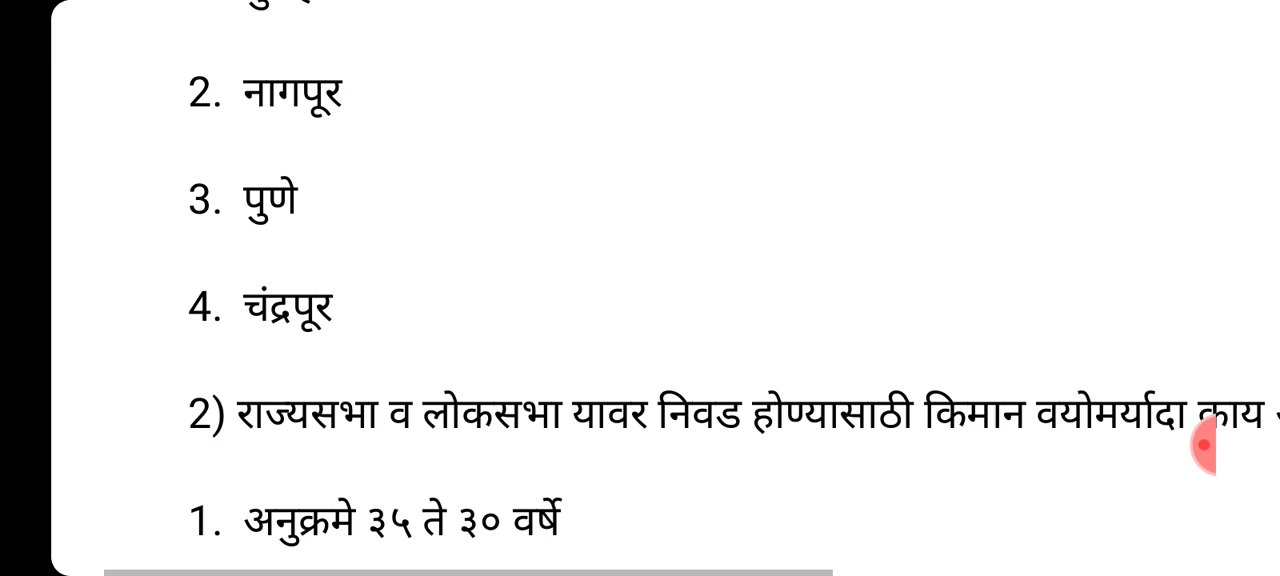 2. नागपूर
3. पुणे
4. चंद्रपूर
2) राज्यसभा व लोकसभा यावर निवड होण्यासाठी किमान वयोमर्यादा काय
1. अनुक्रमे ३५ ते ३० वर्षे